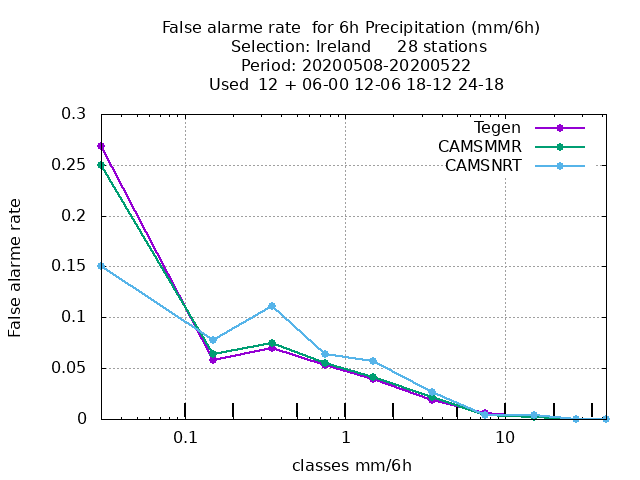 False alarme rate  for 6h Precipitation (mm/6h)
Selection: Ireland     28 stations
Period: 20200508-20200522
Used  12 + 06-00 12-06 18-12 24-18
Tegen
CAMSMMR
CAMSNRT
False alarme rate
0.3
0.25
0.2
0.15
0.1
0.05
0
0.1
1
10
classes mm/6h